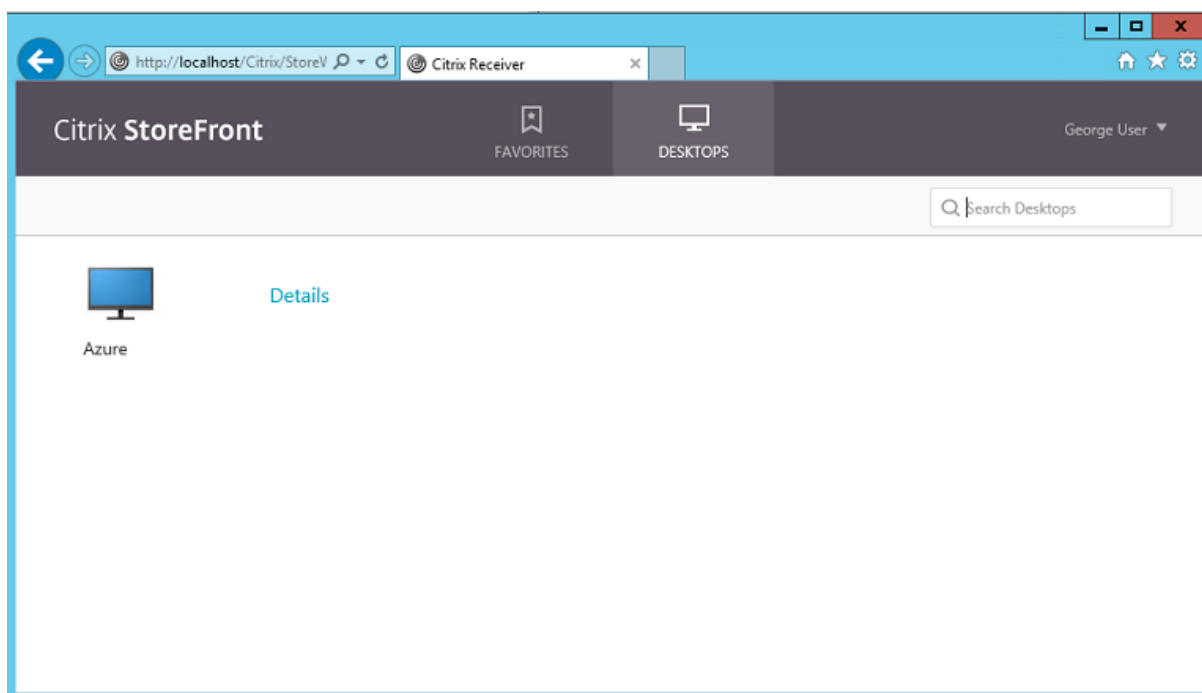 http://localhost/Citrix/StoreV
Citrix Receiver
Citrix StoreFront
FAVORITES
DESKTOPS
George User
Search Desktops
Details
Azure